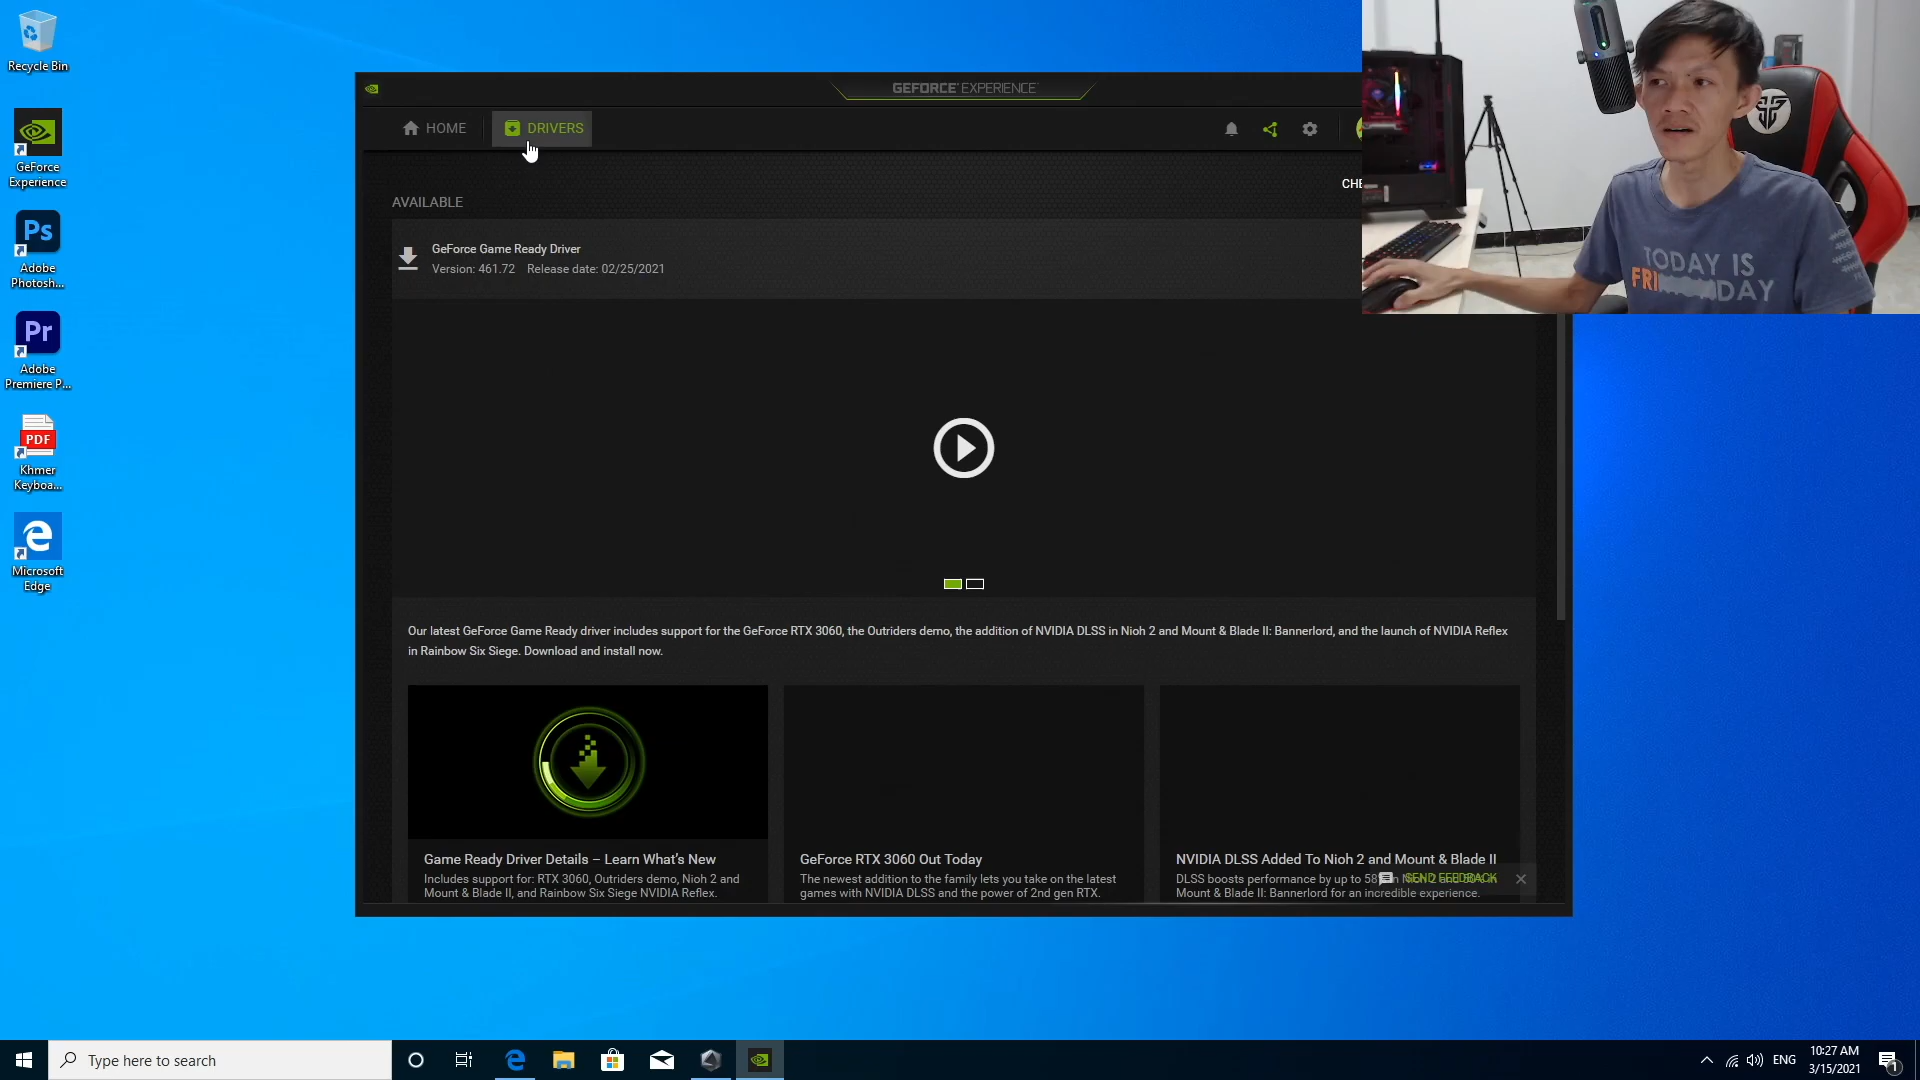 Recycle Bin
GeForce
Experience
Ps
Adobe
Photosh...
Pr
Adobe
Premiere P...
PDF
Khmer
Keyboa...
Microsoft
Edge
GEFORCE EXPERIENCE
HOME
DRIVERS
CHE
AVAILABLE
GeForce Game Ready Driver
Version: 461.72 Release date: 02/25/2021
Our latest GeForce Game Ready driver includes support for the GeForce RTX 3060, the Outriders demo, the addition of NVIDIA DLSS in Nioh 2 and Mount & Blade II: Bannerlord, and the launch of NVIDIA Reflex
in Rainbow Six Siege. Download and install now.
Game Ready Driver Details – Learn What's New
Includes support for: RTX 3060, Outriders demo, Nioh 2 and
Mount & Blade II, and Rainbow Six Siege NVIDIA Reflex.
GeForce RTX 3060 Out Today
The newest addition to the family lets you take on the latest
games with NVIDIA DLSS and the power of 2nd gen RTX.
NVIDIA DLSS Added To Nioh 2 and Mount & Blade II
DLSS boosts performance by up to 58 in
Mount & Blade II: Bannerlord for an incredible experience.
SEND FEEDBACK
TODAY IS
FRI DAY
Type here to search
ENG
10:27 AM
3/15/2021
1